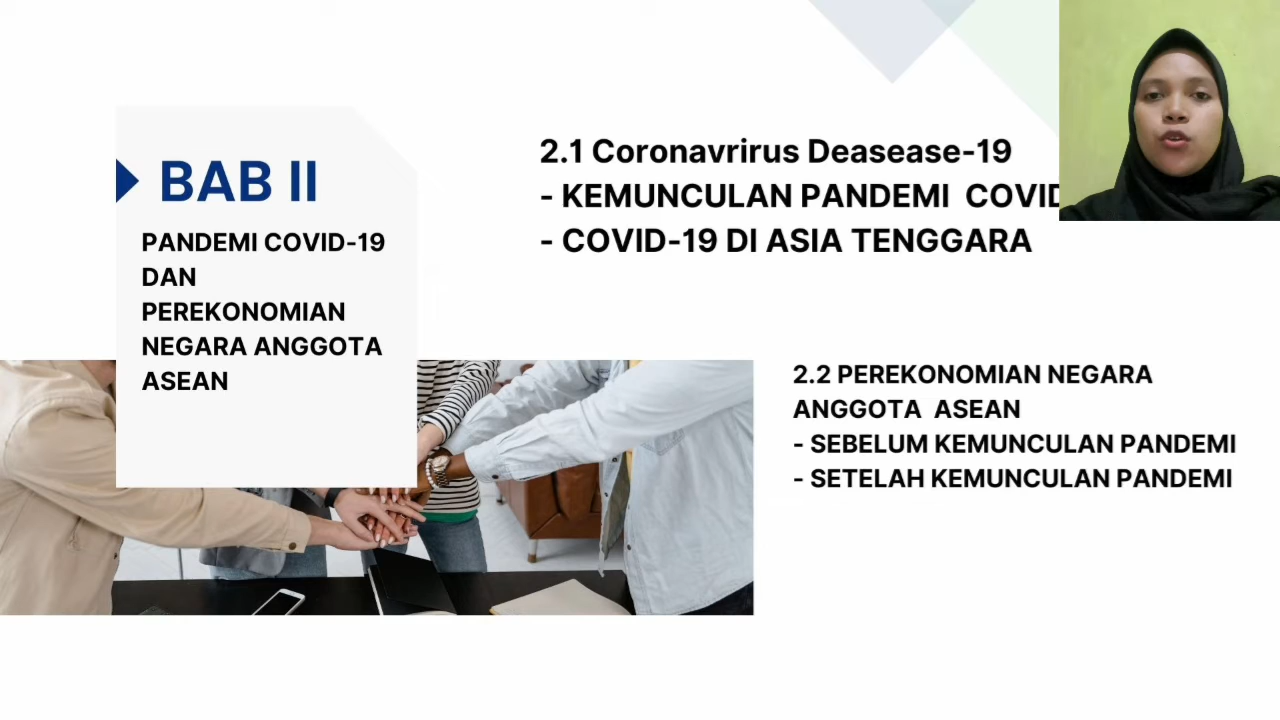 BAB II
PANDEMI COVID-19
DAN
PEREKONOMIAN
NEGARA ANGGOTA
ASEAN
2.1 Coronavrirus Deasease-19
- KEMUNCULAN PANDEMI COVID
- COVID-19 DI ASIA TENGGARA
2.2 PEREKONOMIAN NEGARA
ANGGOTA ASEAN
- SEBELUM KEMUNCULAN PANDEMI
- SETELAH KEMUNCULAN PANDEMI